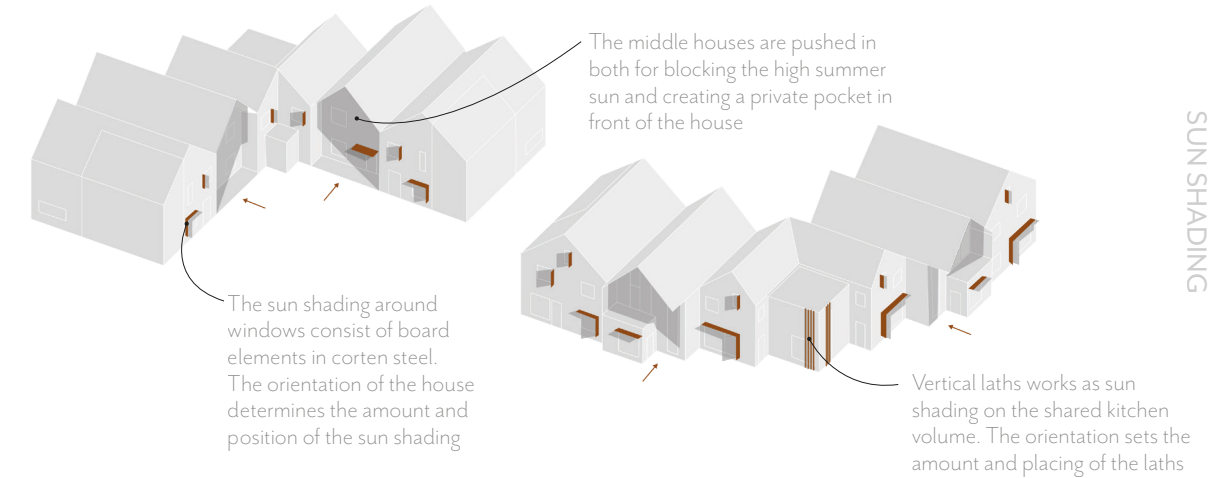 The middle houses are pushed in
both for blocking the high summer
sun and creating a private pocket in
front of the house
SUN SHADING
The sun shading around
windows consist of board
elements in corten steel.
The orientation of the house
determines the amount and
position of the sun shading
Vertical laths works as sun
shading on the shared kitchen
volume. The orientation sets the
amount and placing of the laths